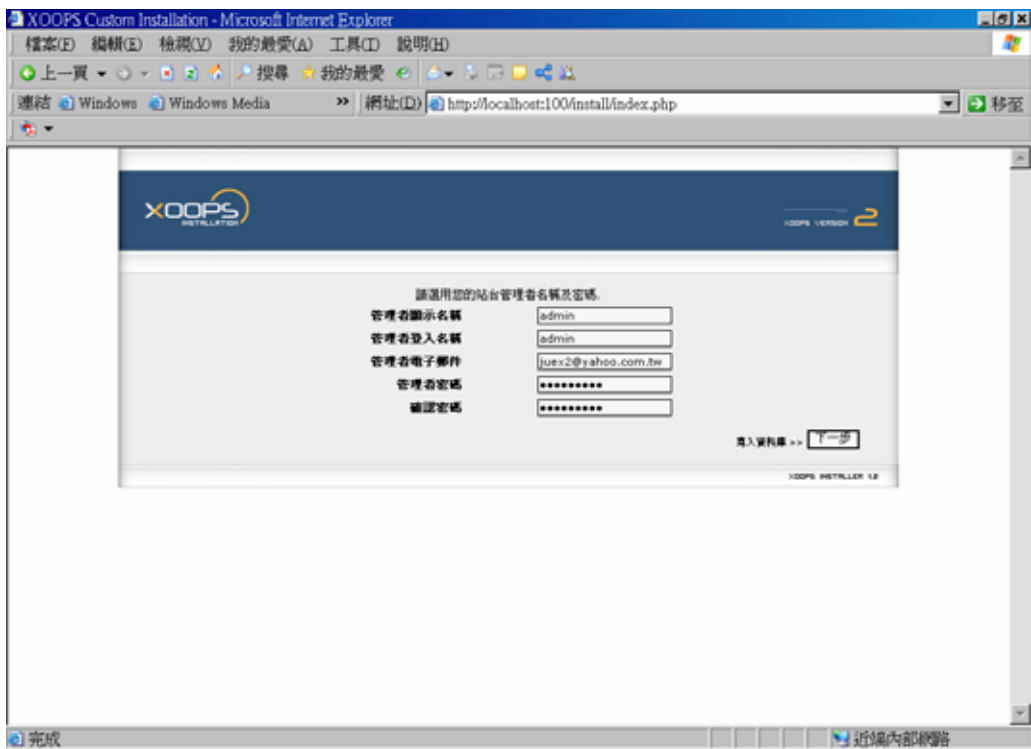 XOOPS Custom Installation - Microsoft Internet Explorer
檔案(F) 編輯(E) 檢視(V) 我的最愛(A) 工具(T) 說明(H)
上一頁 搜尋 我的最愛
連結 Windows Windows Media » 網址(D) http://localhost:100/install/index.php 移至
XOOPS
INSTALLATION
XOOPS VERSION 2
請選用您的站台管理者名稱及密碼.
管理者顯示名稱 admin
管理者登入名稱 admin
管理者電子郵件 juex2@yahoo.com.tw
管理者密碼 •••••••••
確認密碼 •••••••••
寫入資料庫 >> 下一步
XOOPS INSTALLER 1.2
完成 近端內部網路